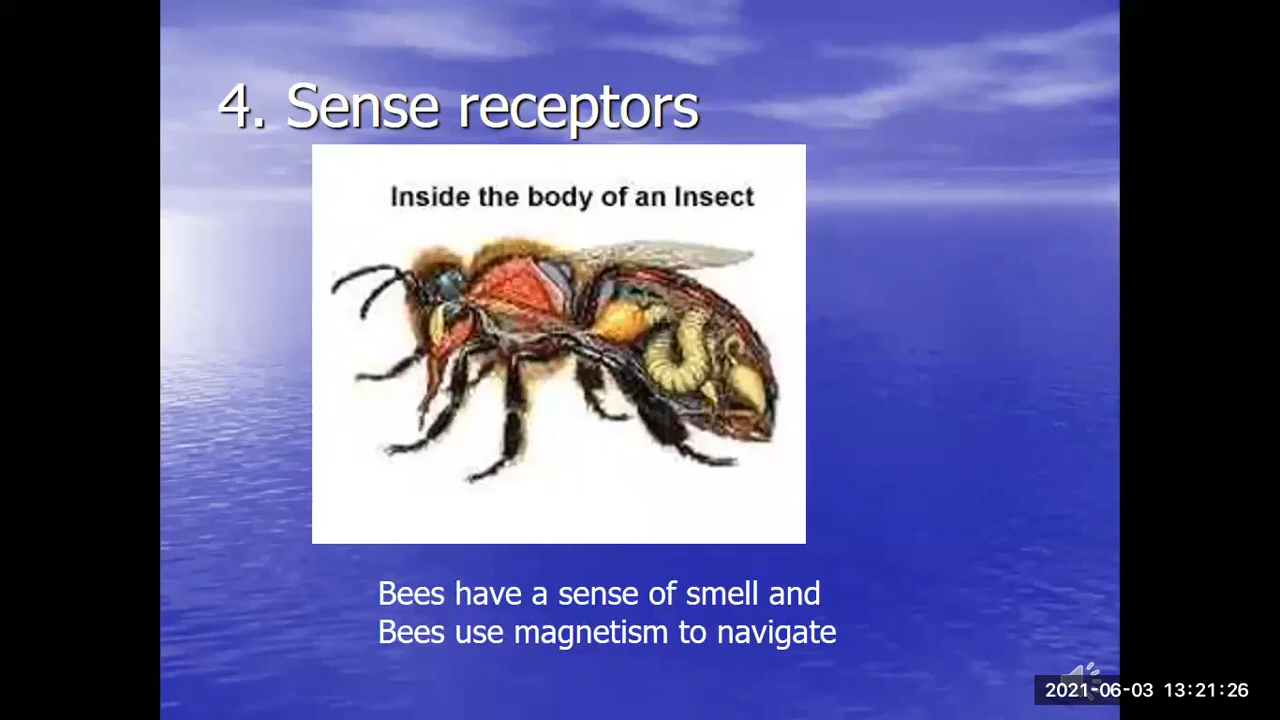 4. Sense receptors
Inside the body of an Insect
Bees have a sense of smell and
Bees use magnetism to navigate
2021-06-03 13:21:26